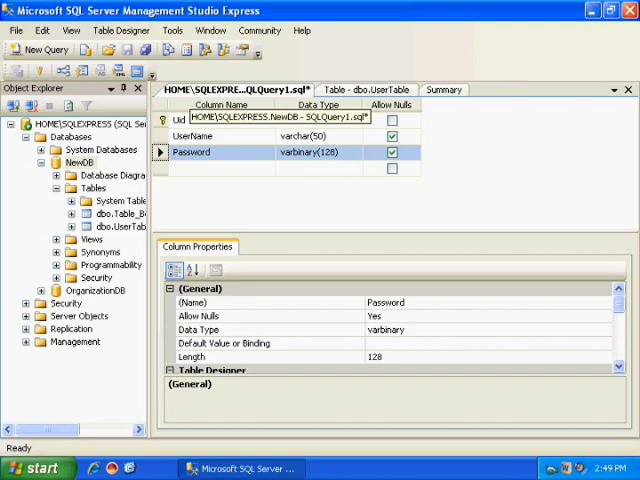 Microsoft SQL Server Management Studio Express
File Edit View Table Designer Tools Window Community Help
New Query
Object Explorer
HOME\SQLEXPRE...QLQuery1.sql* Table - dbo.UserTable Summary
Column Name Data Type Allow Nulls
HOME\SQLEXPRESS.NewDB - SQLQuery1.sql*
Uid
UserName varchar(50)
Password varbinary(128)
HOME\SQLEXPRESS (SQL Ser
Databases
System Databases
NewDB
Database Diagra
Tables
System Table
dbo.Table_B
dbo.UserTab
Views
Synonyms
Programmability
Security
OrganizationDB
Security
Server Objects
Replication
Management
Column Properties
(General)
(Name) Password
Allow Nulls Yes
Data Type varbinary
Default Value or Binding
Length 128
Table Designer
(General)
Ready
start
Microsoft SQL Server ...
2:49 PM